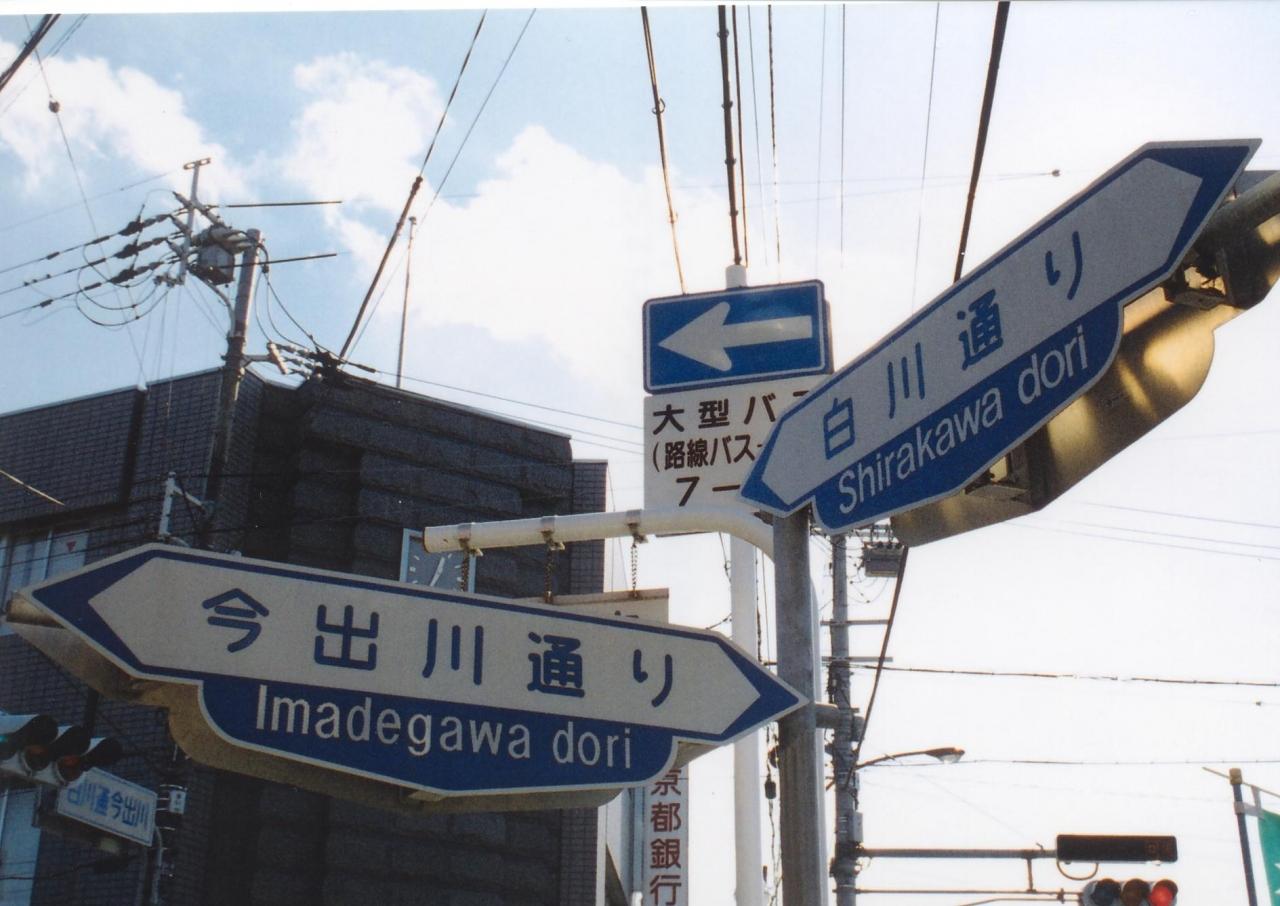 大型バ
(路線バス
7ー
白川通り
Shirakawa dori
今出川通り
Imadegawa dori
白川通今出川
京都銀行